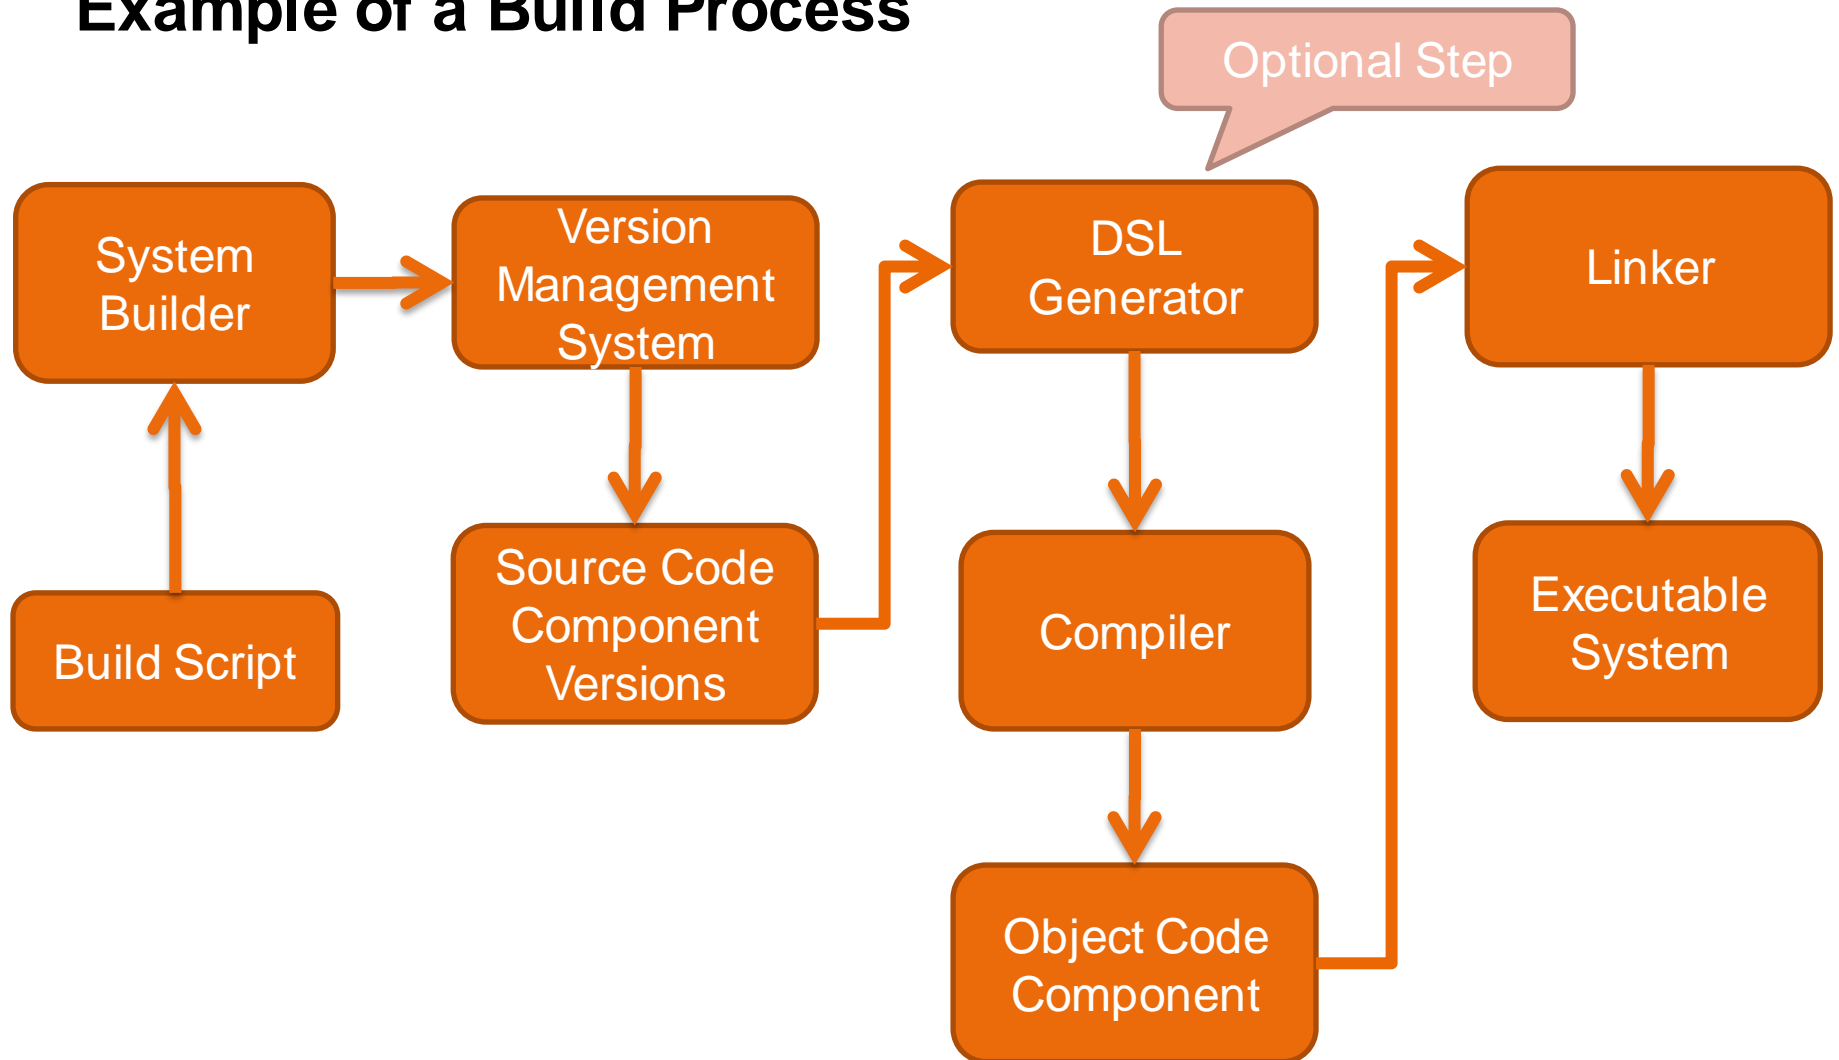 Example of a Build Process
Optional Step
System
Builder
Version
Management
System
DSL
Generator
Linker
Build Script
Source Code
Component
Versions
Compiler
Executable
System
Object Code
Component